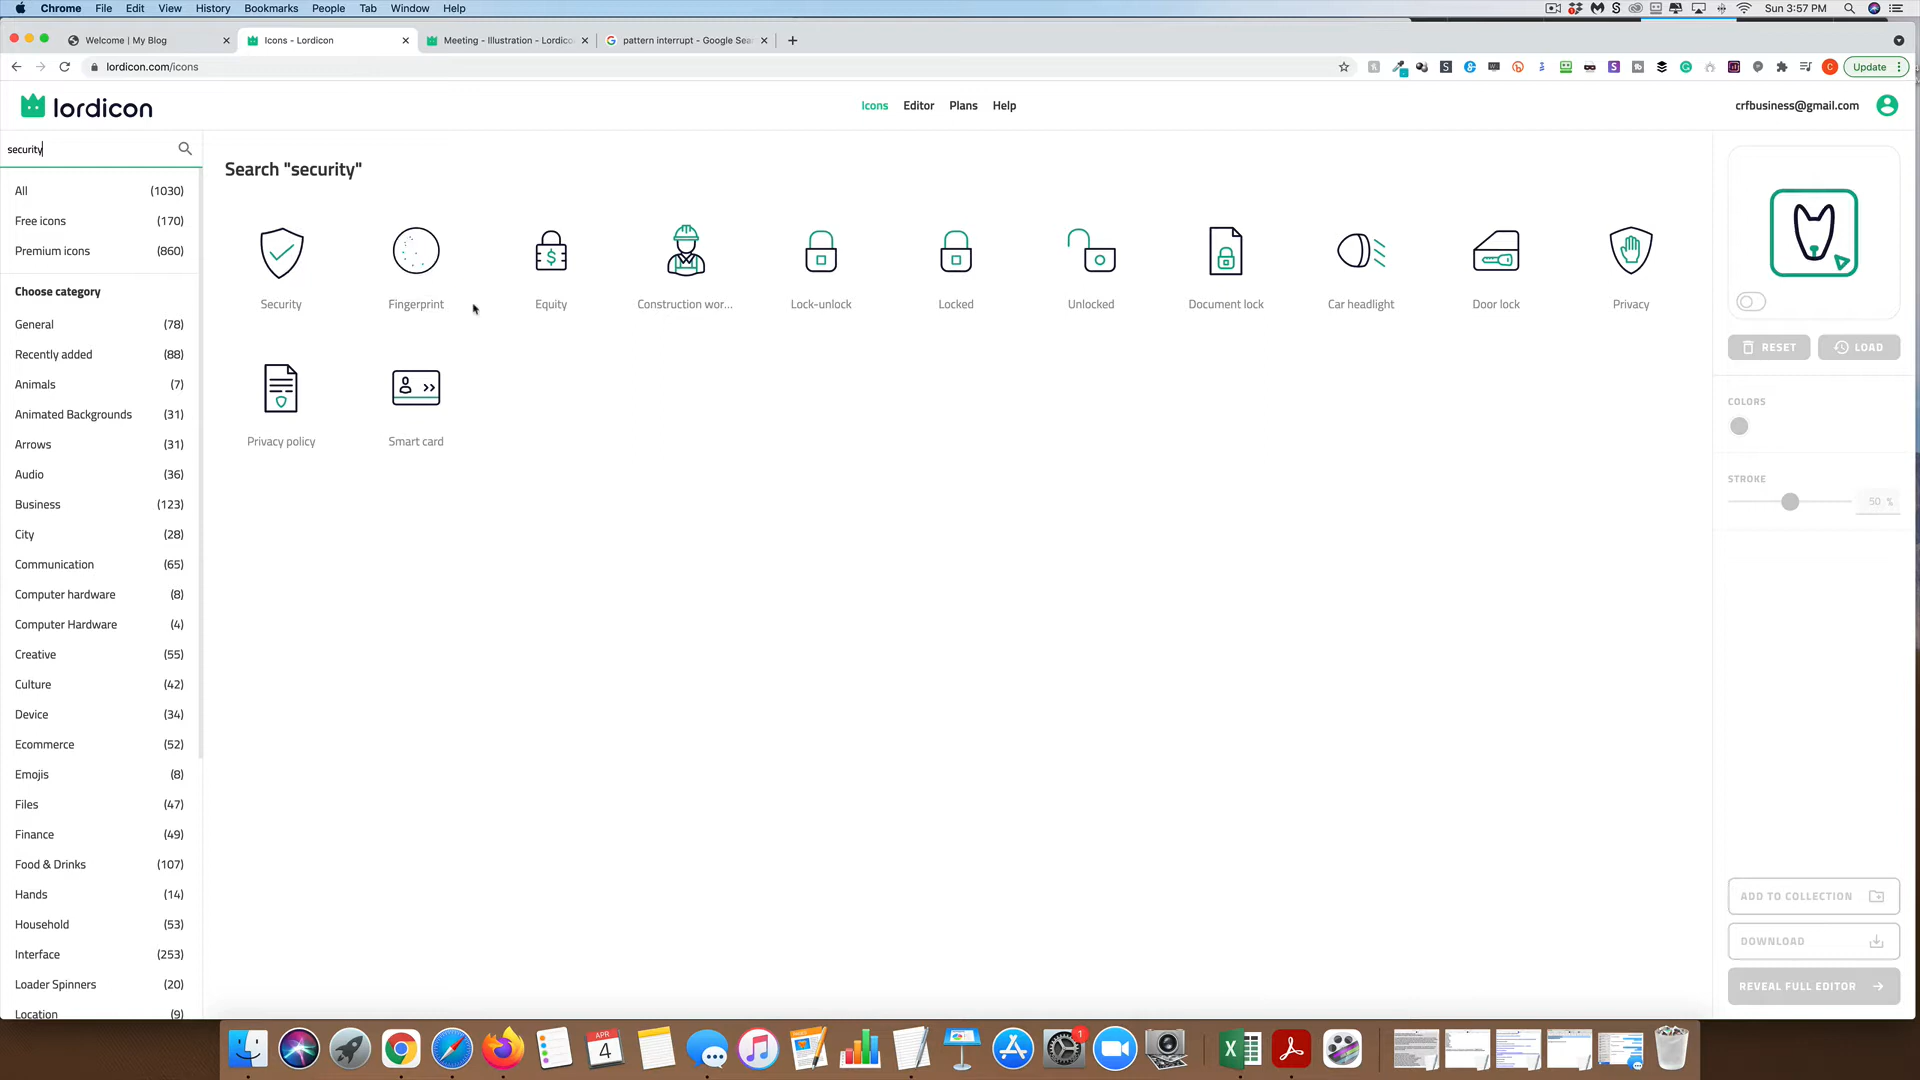 Chrome File Edit View History Bookmarks People Tab Window Help
Sun 3:57 PM
Welcome | My Blog
Icons - Lordicon
Meeting - Illustration - Lordico
pattern interrupt - Google Sea
lordicon.com/icons
Update
lordicon
Icons Editor Plans Help
crfbusiness@gmail.com
security
Search "security"
All (1030)
Free icons (170)
Premium icons (860)
Choose category
General (78)
Recently added (88)
Animals (7)
Animated Backgrounds (31)
Arrows (31)
Audio (36)
Business (123)
City (28)
Communication (65)
Computer hardware (8)
Computer Hardware (4)
Creative (55)
Culture (42)
Device (34)
Ecommerce (52)
Emojis (8)
Files (47)
Finance (49)
Food & Drinks (107)
Hands (14)
Household (53)
Interface (253)
Loader Spinners (20)
Location (9)
Security Fingerprint Equity Construction wor... Lock-unlock Locked Unlocked Document lock Car headlight Door lock Privacy
Privacy policy Smart card
RESET LOAD
COLORS
STROKE
50 %
ADD TO COLLECTION
DOWNLOAD
REVEAL FULL EDITOR
APR
4
1